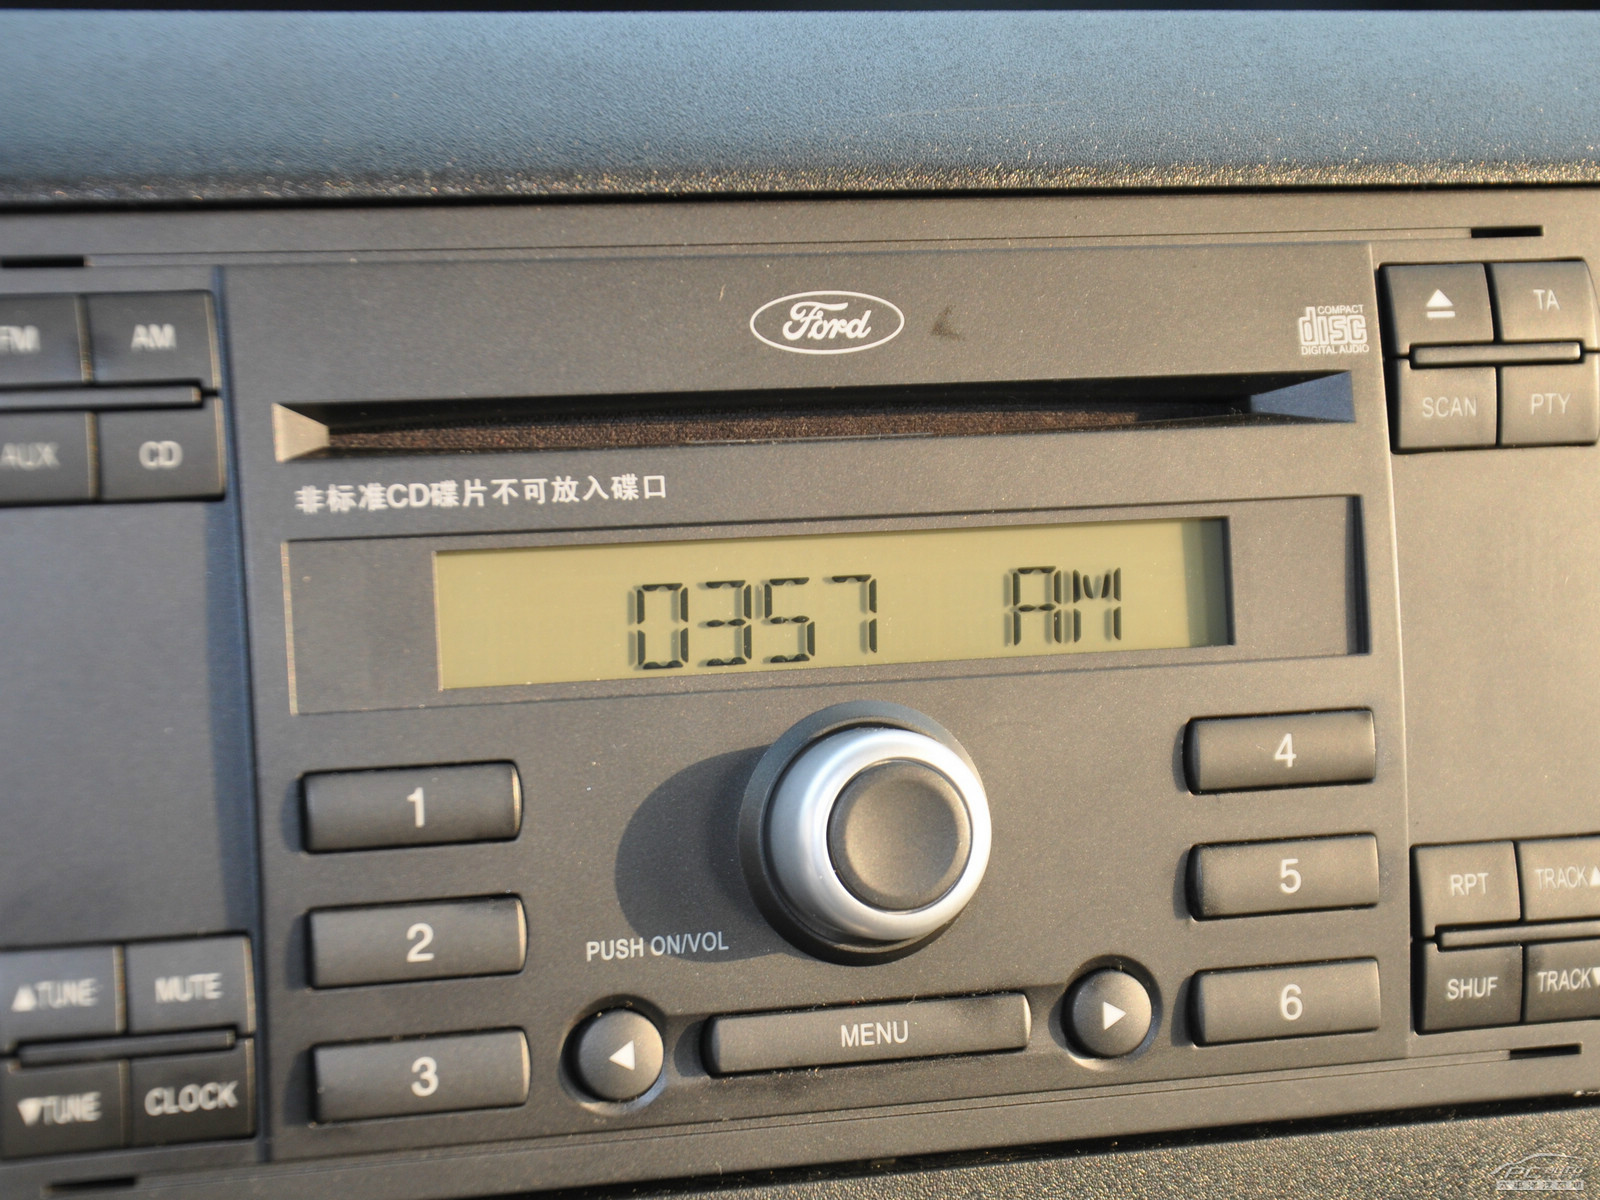 Ford
COMPACT
disc
DIGITAL AUDIO
TA
FM
AM
SCAN
PTY
AUX
CD
非标准CD碟片不可放入碟口
0357 AM
1
4
2
5
3
6
PUSH ON/VOL
MENU
RPT
TRACK▲
SHUF
TRACK▼
▲TUNE
MUTE
▼TUNE
CLOCK